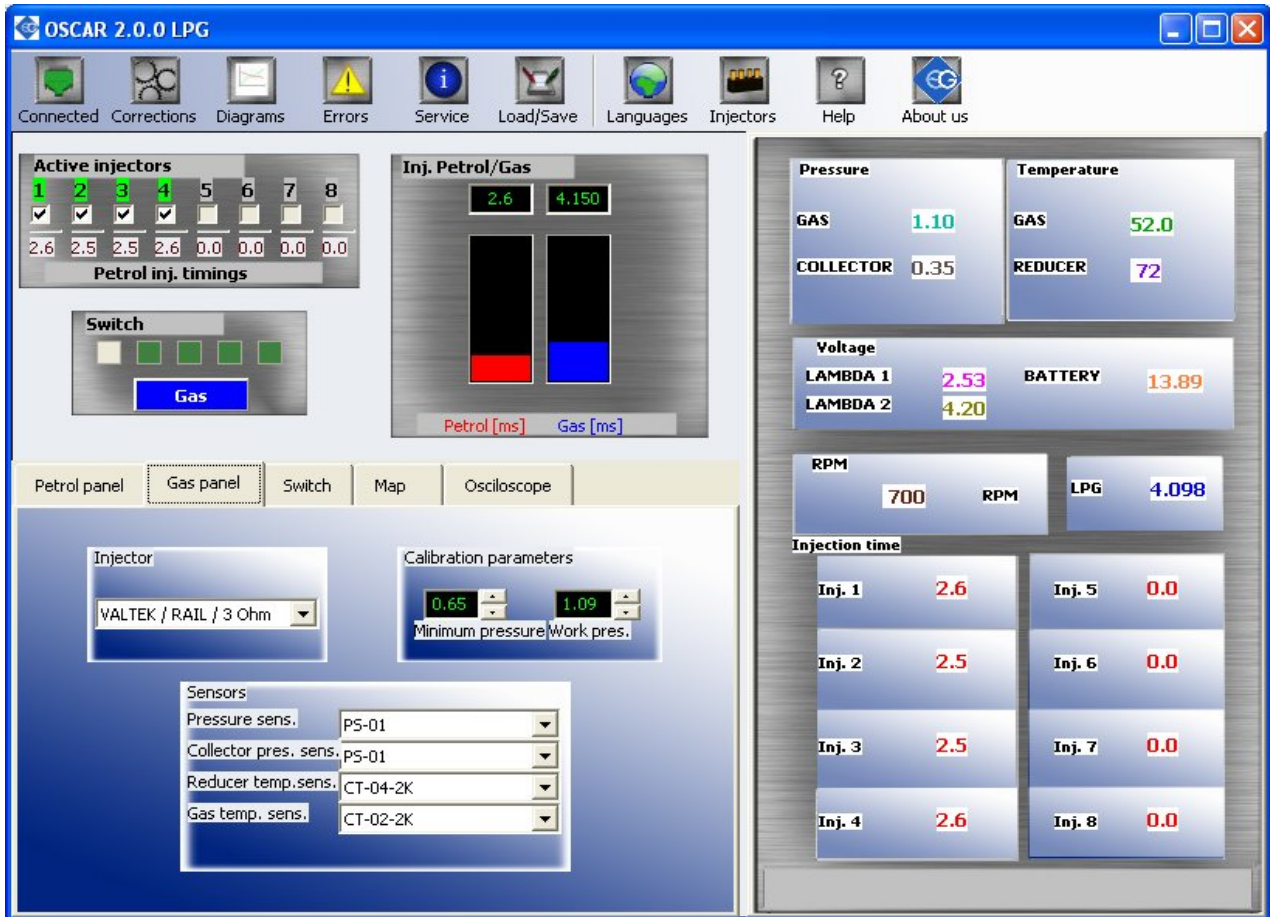 OSCAR 2.0.0 LPG
Connected Corrections Diagrams Errors Service Load/Save Languages Injectors Help About us
Active injectors
1 2 3 4 5 6 7 8
2.6 2.5 2.5 2.6 0.0 0.0 0.0 0.0
Petrol inj. timings
Switch
Gas
Inj. Petrol/Gas
2.6 4.150
Petrol [ms] Gas [ms]
Petrol panel Gas panel Switch Map Osciloscope
Injector
VALTEK / RAIL / 3 Ohm
Calibration parameters
0.65 1.09
Minimum pressure Work pres.
Sensors
Pressure sens. PS-01
Collector pres. sens. PS-01
Reducer temp.sens. CT-04-2K
Gas temp. sens. CT-02-2K
Pressure
GAS 1.10
COLLECTOR 0.35
Temperature
GAS 52.0
REDUCER 72
Voltage
LAMBDA 1 2.53 BATTERY 13.89
LAMBDA 2 4.20
RPM
700 RPM
LPG 4.098
Injection time
Inj. 1 2.6 Inj. 5 0.0
Inj. 2 2.5 Inj. 6 0.0
Inj. 3 2.5 Inj. 7 0.0
Inj. 4 2.6 Inj. 8 0.0